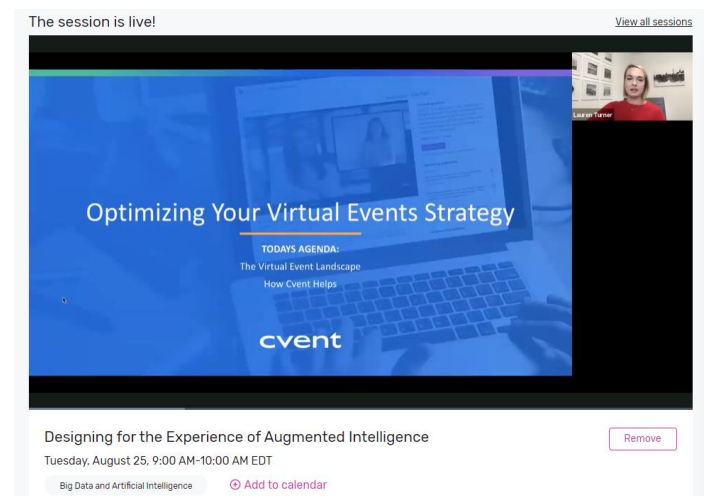 The session is live!
View all sessions
Lauren Turner
Optimizing Your Virtual Events Strategy
TODAYS AGENDA:
The Virtual Event Landscape
How Cvent Helps
cvent
Designing for the Experience of Augmented Intelligence
Remove
Tuesday, August 25, 9:00 AM-10:00 AM EDT
Big Data and Artificial Intelligence
Add to calendar